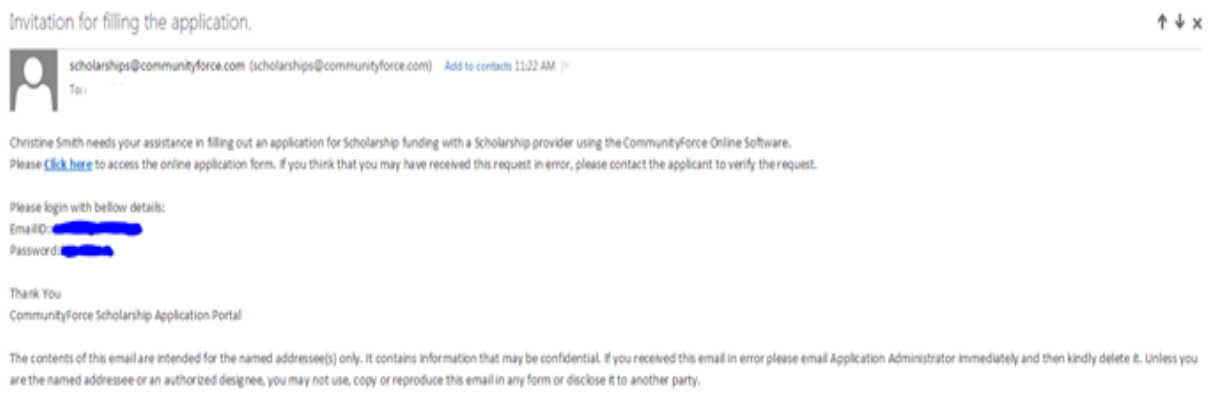 Invitation for filling the application.
scholarships@communityforce.com (scholarships@communityforce.com) Add to contacts 11:22 AM
To:
Christine Smith needs your assistance in filling out an application for Scholarship funding with a Scholarship provider using the CommunityForce Online Software.
Please Click here to access the online application form. If you think that you may have received this request in error, please contact the applicant to verify the request.
Please login with bellow details:
EmailID:
Password:
Thank You
CommunityForce Scholarship Application Portal
The contents of this email are intended for the named addressee(s) only. It contains information that may be confidential. If you received this email in error please email Application Administrator immediately and then kindly delete it. Unless you
are the named addressee or an authorized designee, you may not use, copy or reproduce this email in any form or disclose it to another party.